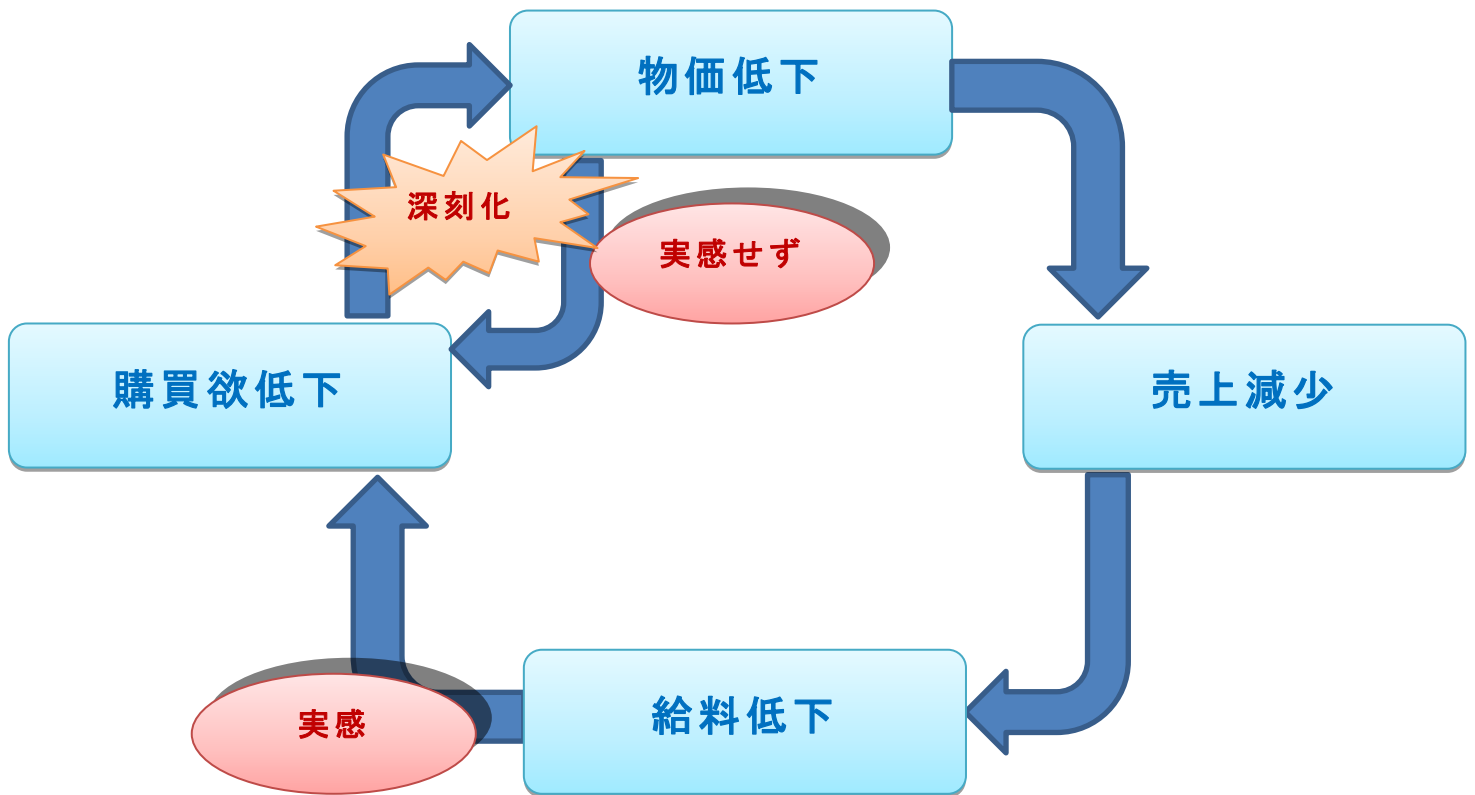 物価低下
深刻化
実感せず
購買欲低下
売上減少
給料低下
実感